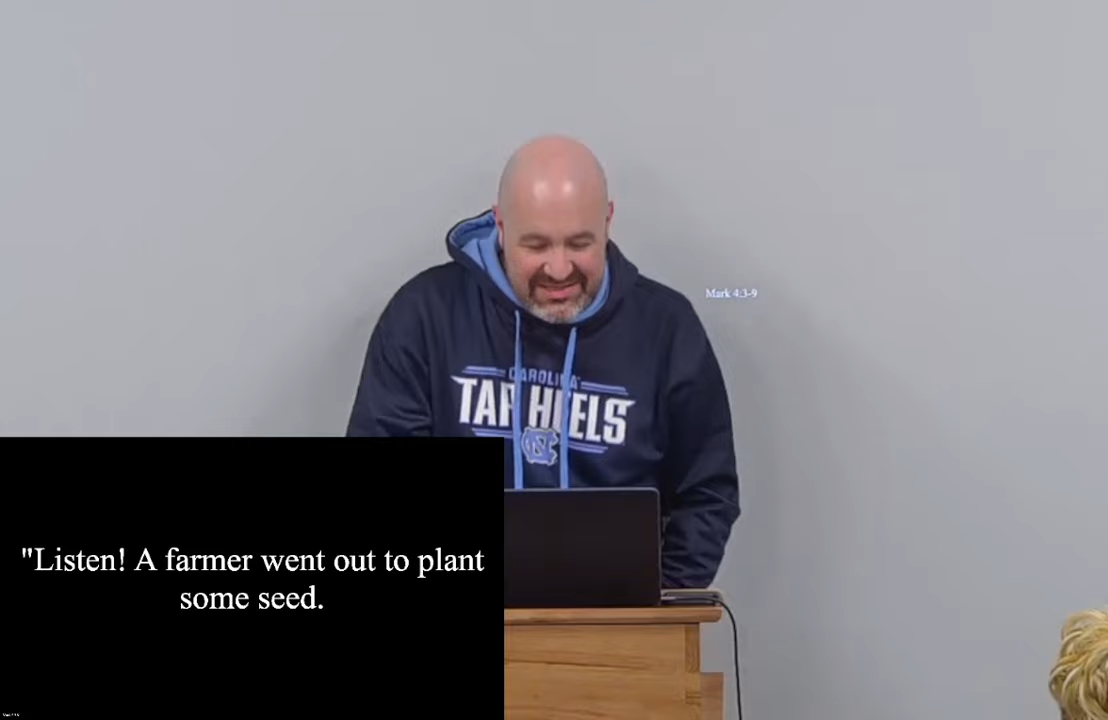 Mark 4:3-9
CAROLINA
TAR HEELS
NC
"Listen! A farmer went out to plant
some seed.